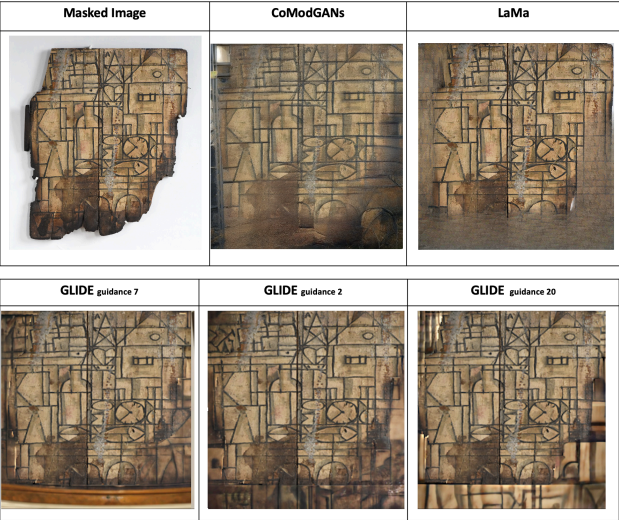 Masked Image
CoModGANs
LaMa
GLIDE guidance 7
GLIDE guidance 2
GLIDE guidance 20